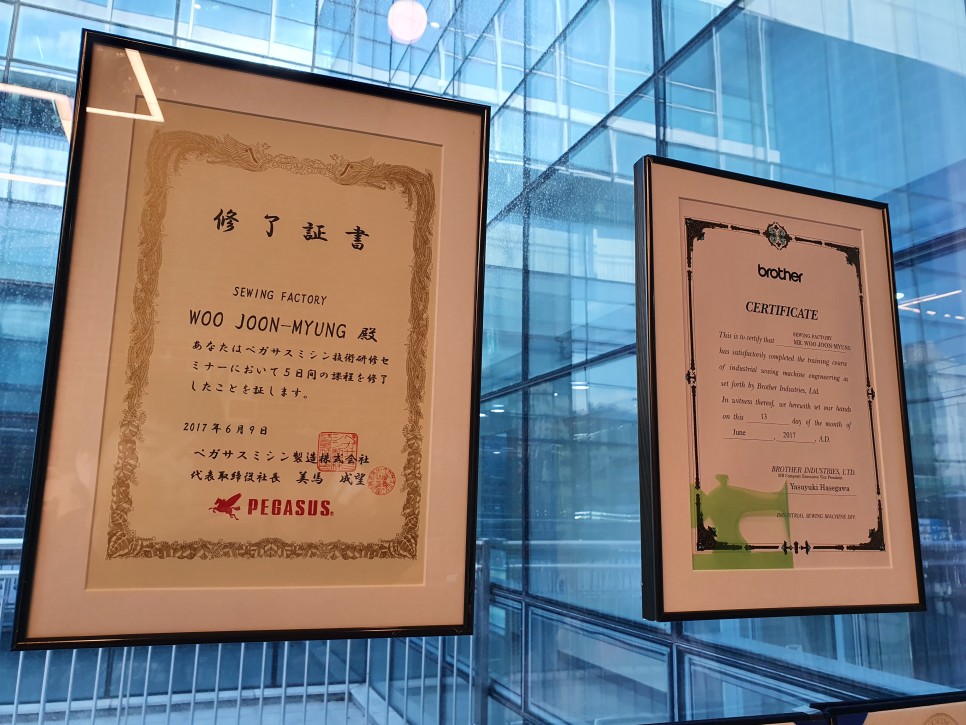 修了証書
SEWING FACTORY
WOO JOON-MYUNG 殿
あなたはペガサスミシン技術研修セ
ミナーにおいて5日間の課程を修了
したことを証します。
2017年6月9日
ペガサスミシン製造株式会社
代表取締役社長 美馬 成望
PEGASUS®
brother
CERTIFICATE
SEWING FACTORY
This is to certify that MR. WOO JOON-MYUNG
has satisfactorily completed the training course
of industrial sewing machine engineering as
set forth by Brother Industries, Ltd.
In witness thereof, we herewith set our hands
on this 13 day of the month of
June , 2017 , A.D.
BROTHER INDUSTRIES, LTD.
Yasuyuki Hasegawa
INDUSTRIAL SEWING MACHINE DIV.